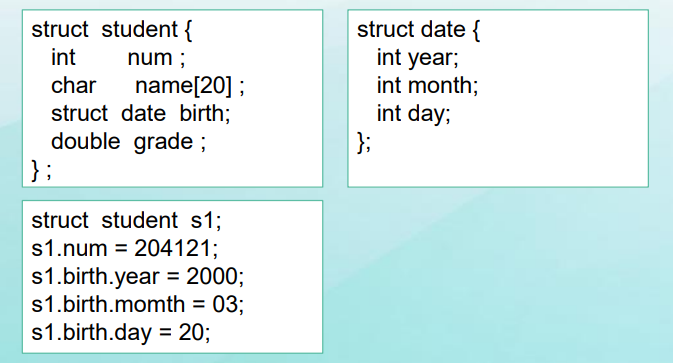 struct student {
int num ;
char name[20] ;
struct date birth;
double grade ;
} ;
struct date {
int year;
int month;
int day;
};
struct student s1;
s1.num = 204121;
s1.birth.year = 2000;
s1.birth.momth = 03;
s1.birth.day = 20;